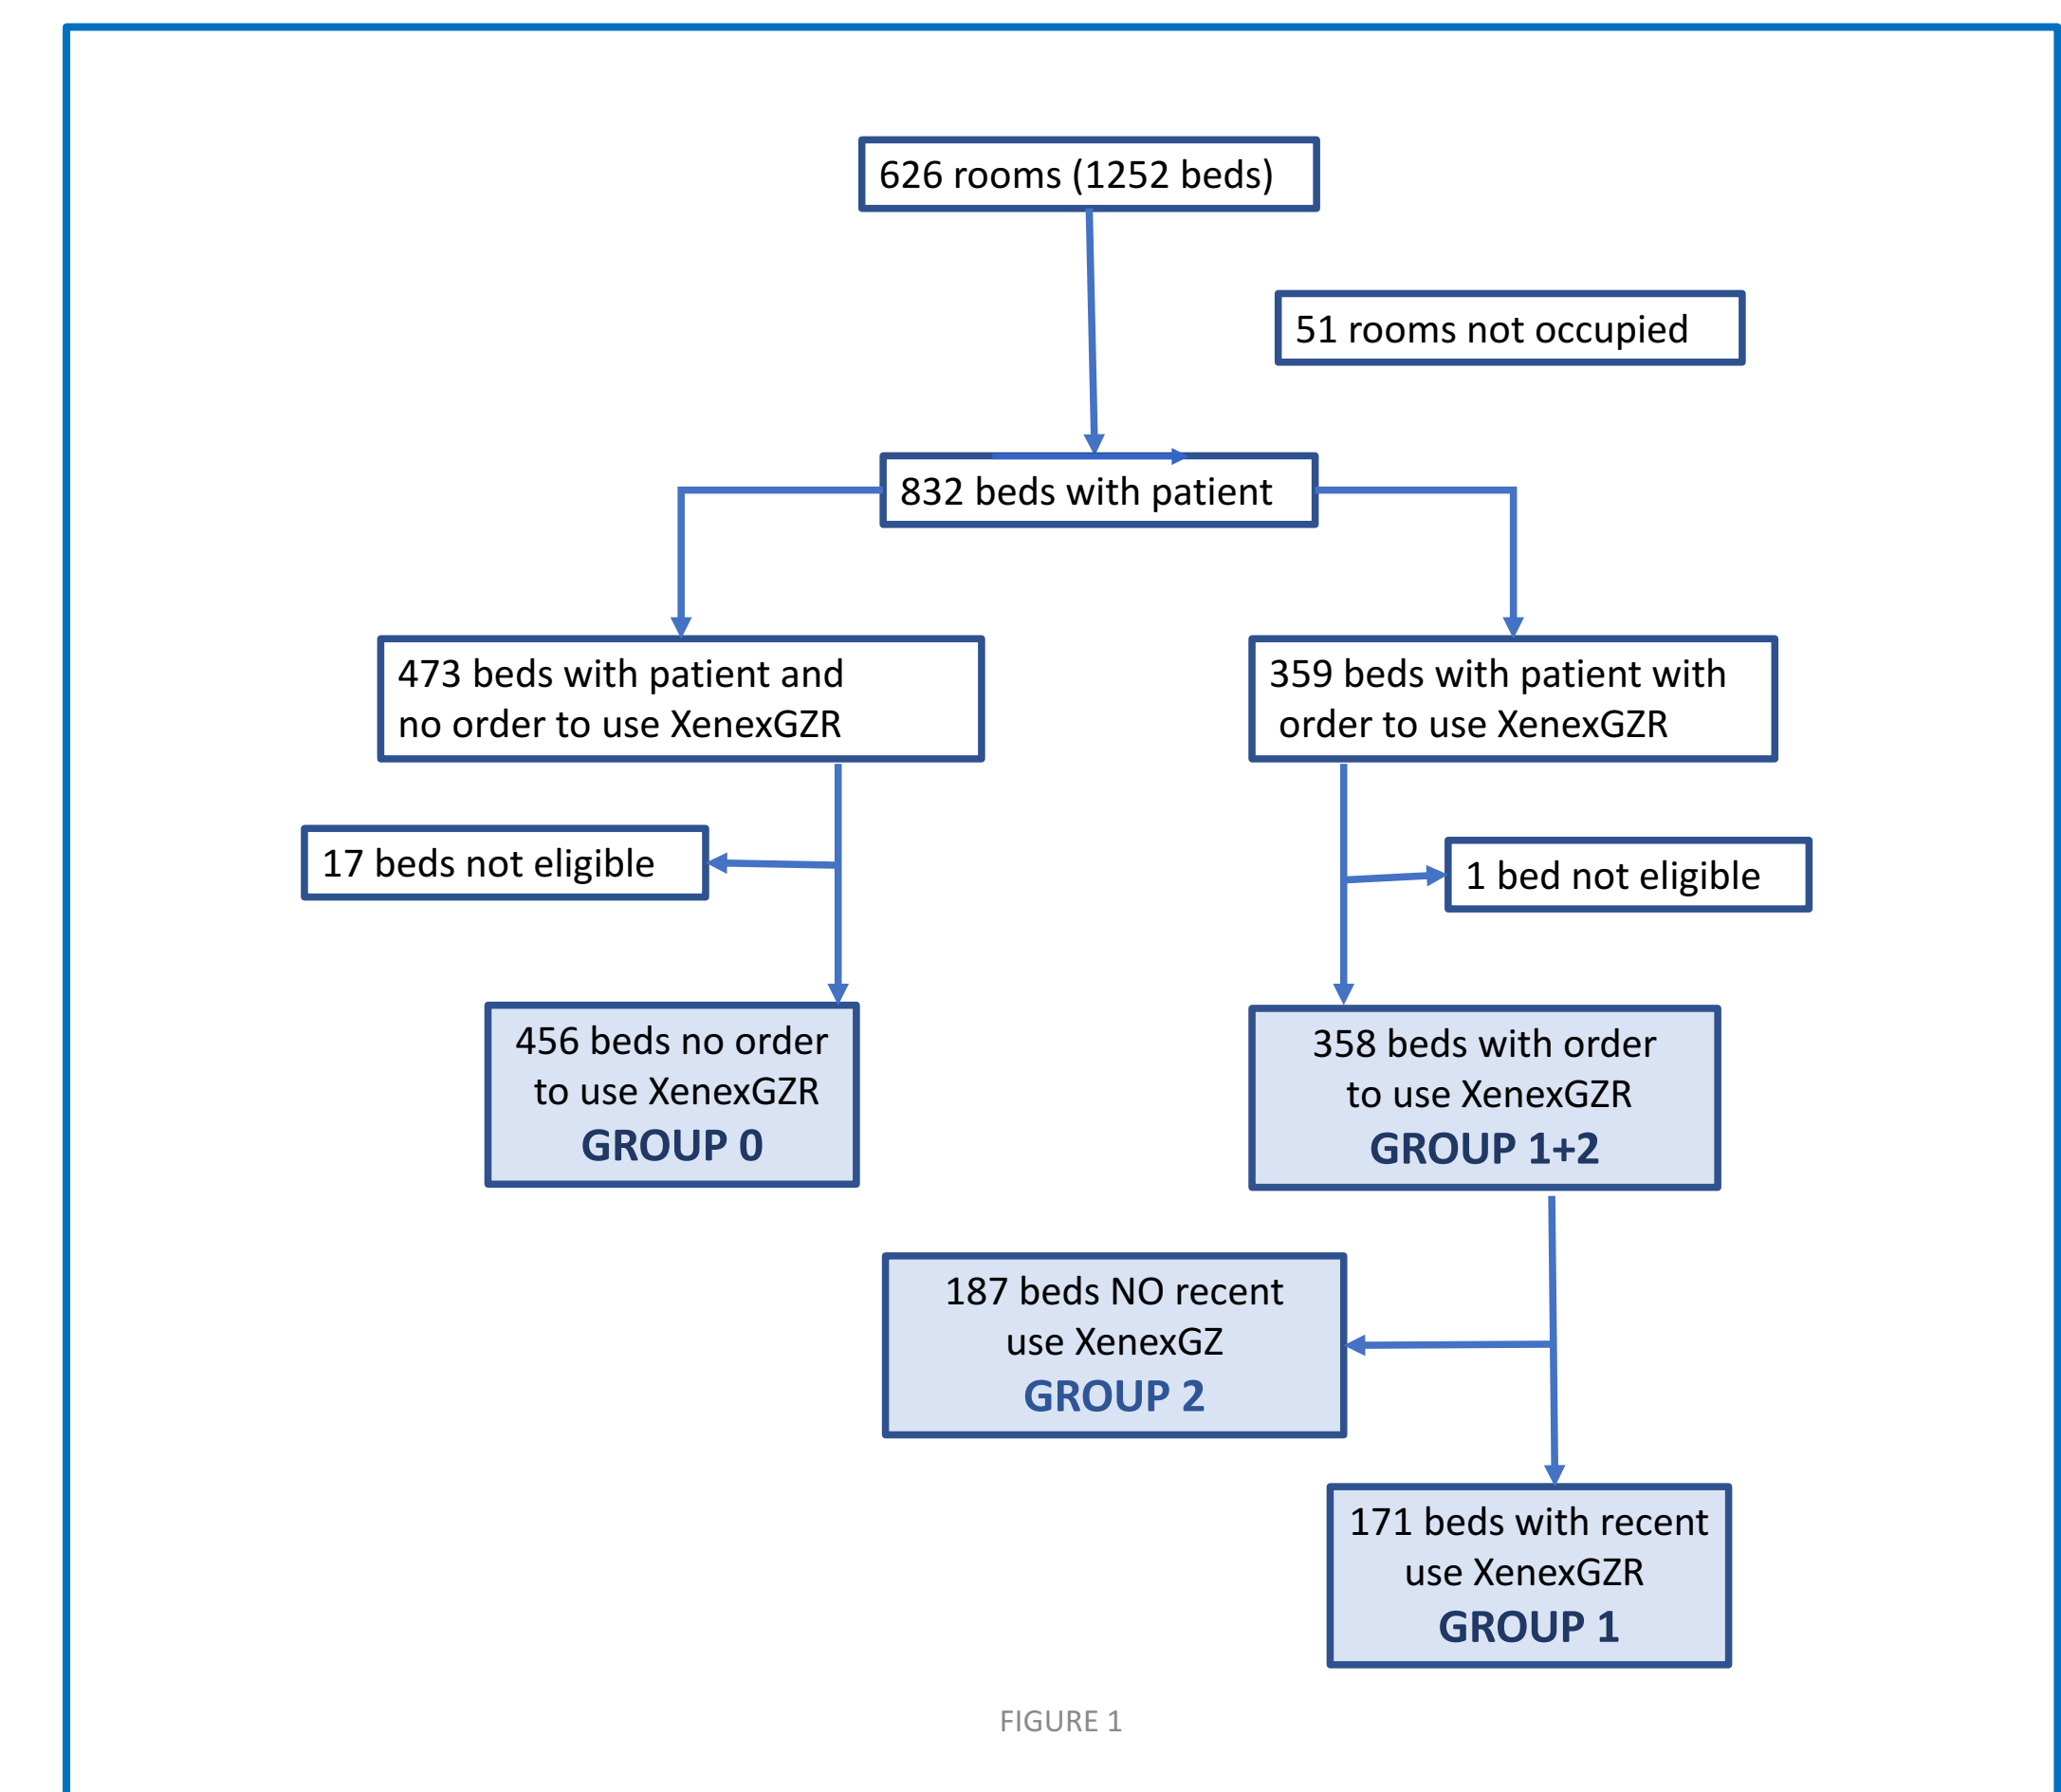 626 rooms (1252 beds)
51 rooms not occupied
832 beds with patient
473 beds with patient and
no order to use XenexGZR
359 beds with patient with
order to use XenexGZR
17 beds not eligible
1 bed not eligible
456 beds no order
to use XenexGZR
GROUP 0
358 beds with order
to use XenexGZR
GROUP 1+2
187 beds NO recent
use XenexGZ
GROUP 2
171 beds with recent
use XenexGZR
GROUP 1
FIGURE 1